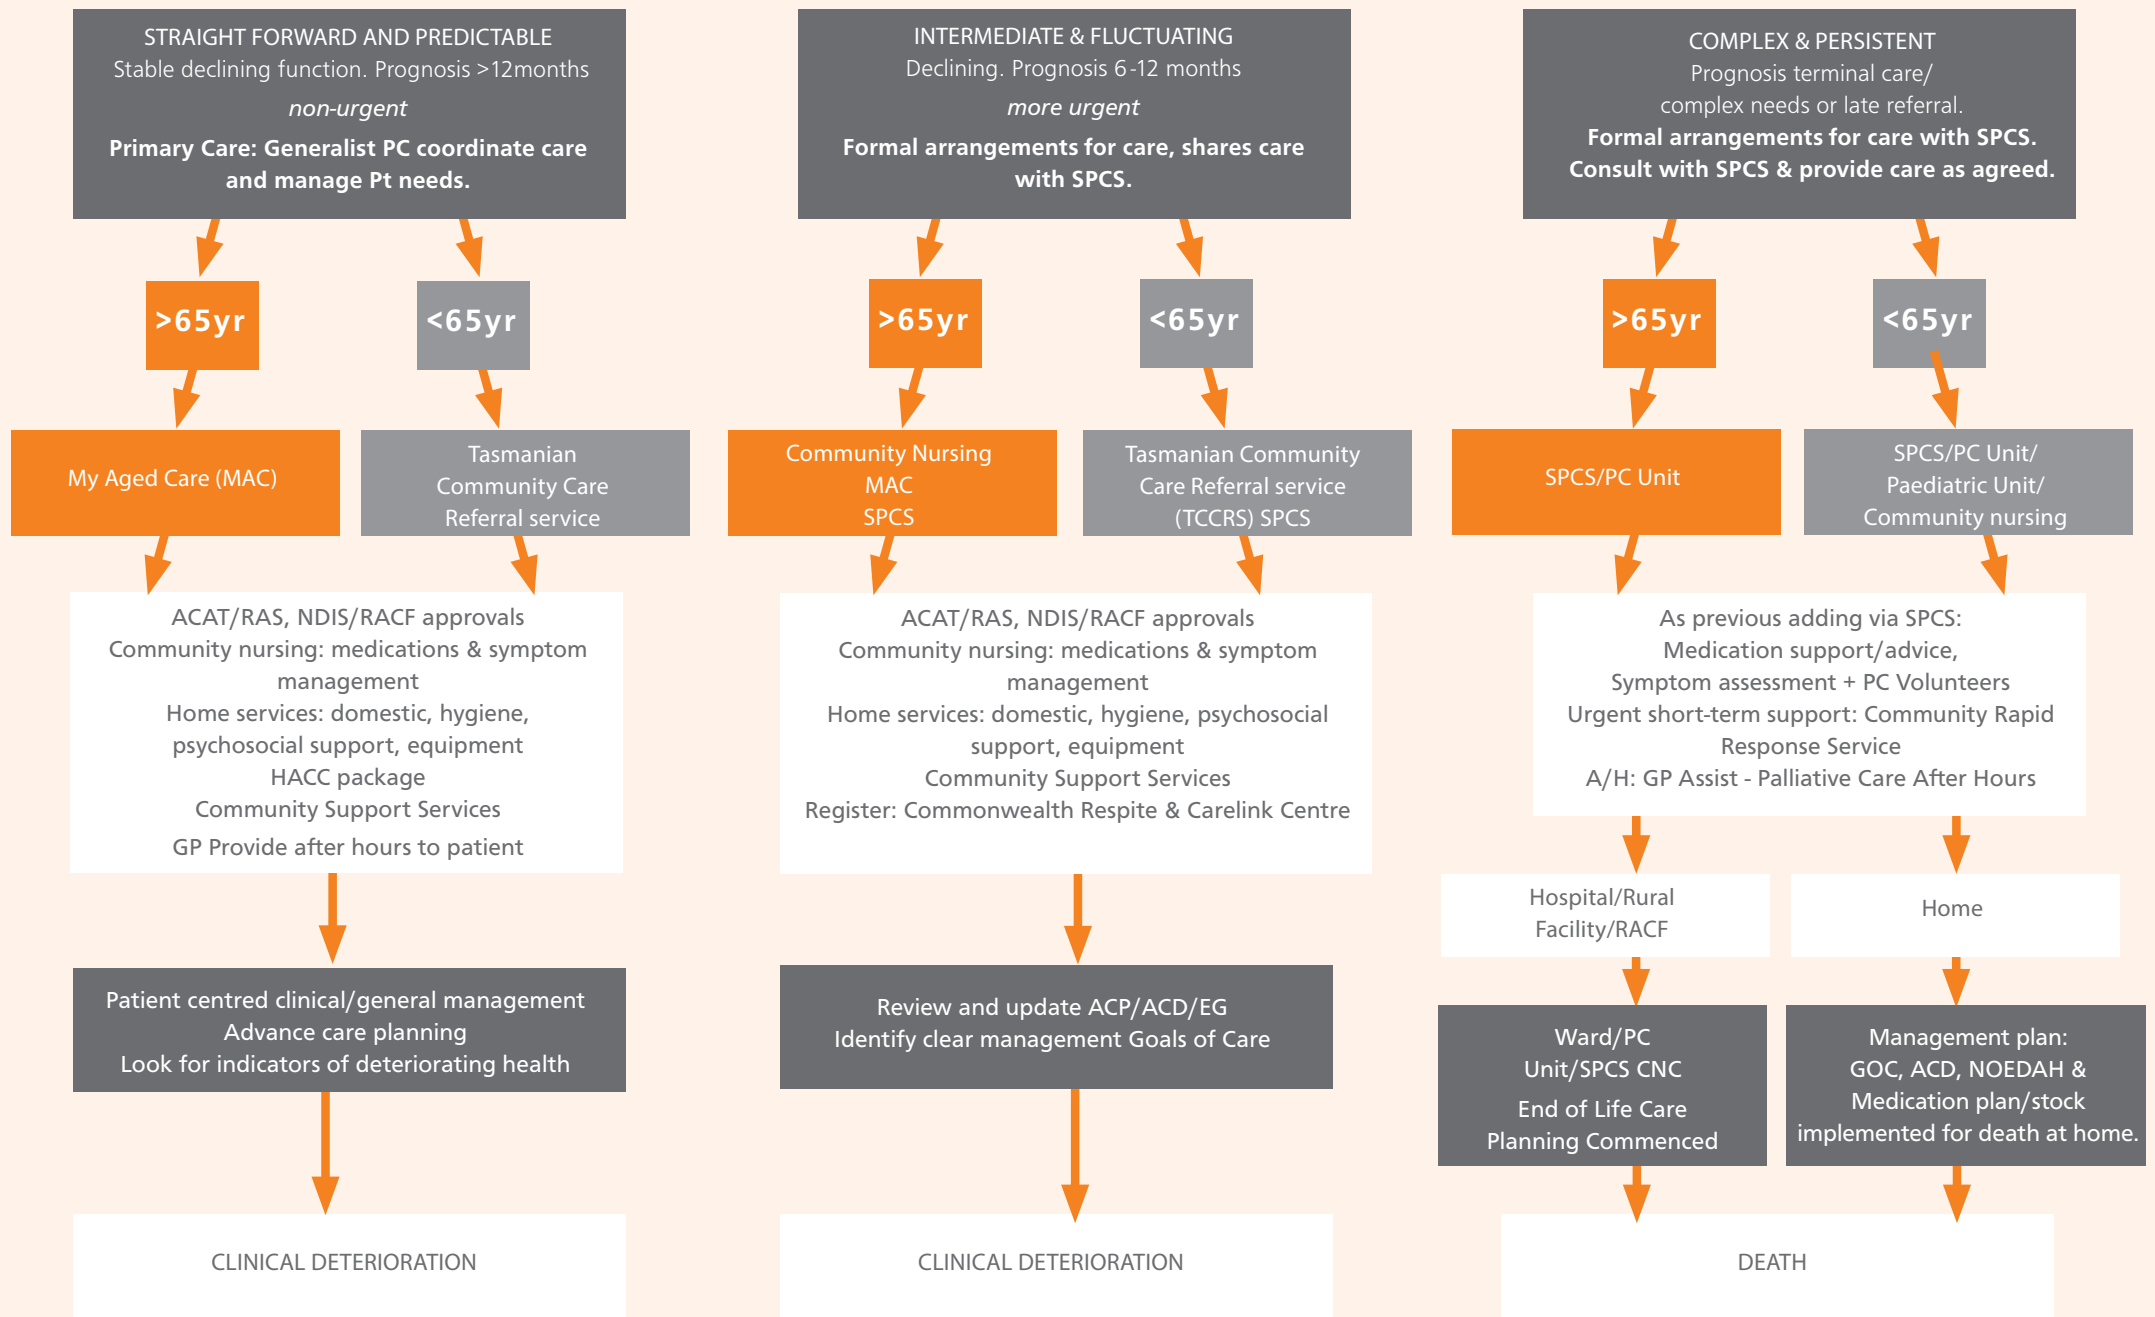 STRAIGHT FORWARD AND PREDICTABLE
Stable declining function. Prognosis >12months
non-urgent
Primary Care: Generalist PC coordinate care
and manage Pt needs.
>65yr
<65yr
My Aged Care (MAC)
Tasmanian
Community Care
Referral service
ACAT/RAS, NDIS/RACF approvals
Community nursing: medications & symptom
management
Home services: domestic, hygiene,
psychosocial support, equipment
HACC package
Community Support Services
GP Provide after hours to patient
Patient centred clinical/general management
Advance care planning
Look for indicators of deteriorating health
CLINICAL DETERIORATION
INTERMEDIATE & FLUCTUATING
Declining. Prognosis 6-12 months
more urgent
Formal arrangements for care, shares care
with SPCS.
>65yr
<65yr
Community Nursing
MAC
SPCS
Tasmanian Community
Care Referral service
(TCCRS) SPCS
ACAT/RAS, NDIS/RACF approvals
Community nursing: medications & symptom
management
Home services: domestic, hygiene, psychosocial
support, equipment
Community Support Services
Register: Commonwealth Respite & Carelink Centre
Review and update ACP/ACD/EG
Identify clear management Goals of Care
CLINICAL DETERIORATION
COMPLEX & PERSISTENT
Prognosis terminal care/
complex needs or late referral.
Formal arrangements for care with SPCS.
Consult with SPCS & provide care as agreed.
>65yr
<65yr
SPCS/PC Unit
SPCS/PC Unit/
Paediatric Unit/
Community nursing
As previous adding via SPCS:
Medication support/advice,
Symptom assessment + PC Volunteers
Urgent short-term support: Community Rapid
Response Service
A/H: GP Assist - Palliative Care After Hours
Hospital/Rural
Facility/RACF
Home
Ward/PC
Unit/SPCS CNC
End of Life Care
Planning Commenced
Management plan:
GOC, ACD, NOEDAH &
Medication plan/stock
implemented for death at home.
DEATH